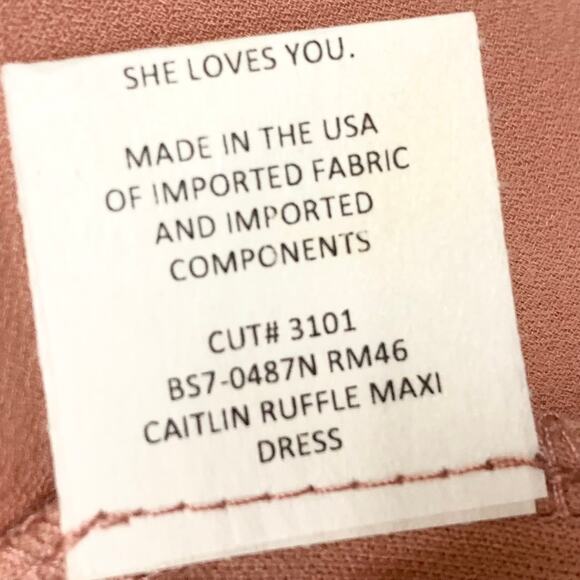 SHE LOVES YOU.
MADE IN THE USA
OF IMPORTED FABRIC
AND IMPORTED
COMPONENTS
CUT# 3101
BS7-0487N RM46
CAITLIN RUFFLE MAXI
DRESS